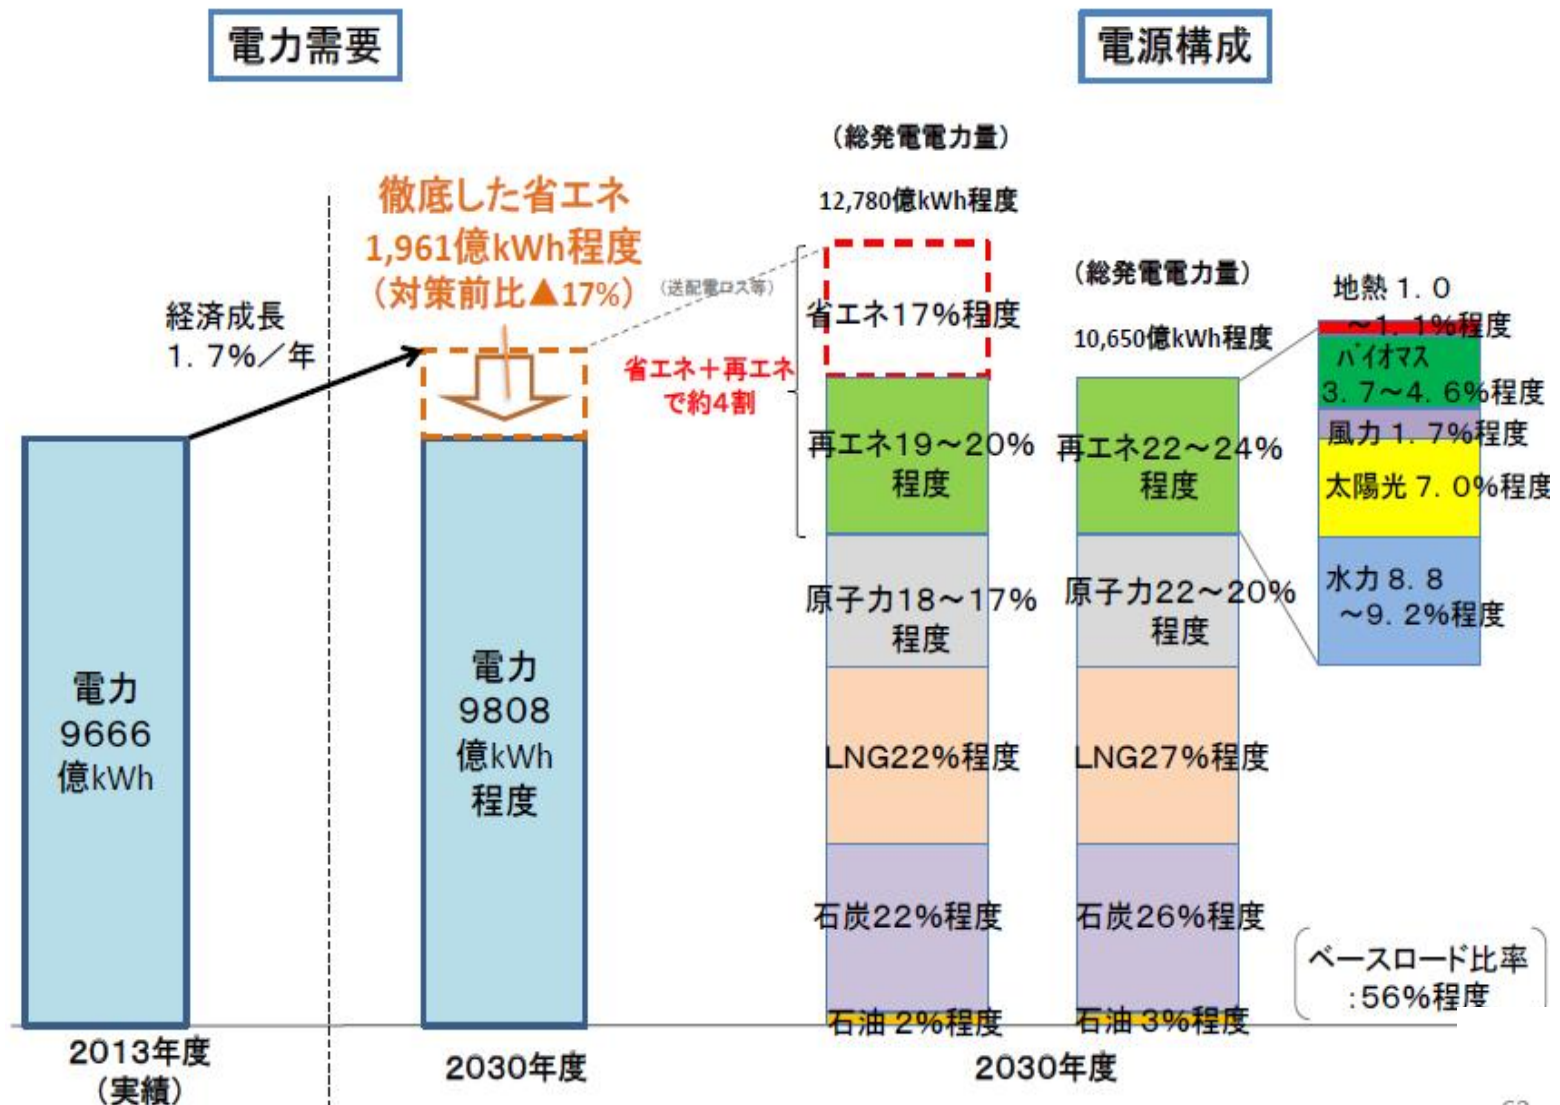 電力需要
電源構成
(総発電電力量)
12,780億kWh程度
徹底した省エネ
1,961億kWh程度
(対策前比▲17%)
(送配電ロス等)
経済成長
1.7%/年
省エネ17%程度
省エネ+再エネ
で約4割
(総発電電力量)
10,650億kWh程度
地熱 1.0
~1.1%程度
バイオマス
3.7~4.6%程度
風力 1.7%程度
太陽光 7.0%程度
水力 8.8
~9.2%程度
再エネ19~20%
程度
再エネ22~24%
程度
原子力18~17%
程度
原子力22~20%
程度
電力
9666
億kWh
電力
9808
億kWh
程度
LNG22%程度
LNG27%程度
石炭22%程度
石炭26%程度
石油 2%程度
石油 3%程度
ベースロード比率
:56%程度
2013年度
(実績)
2030年度
2030年度